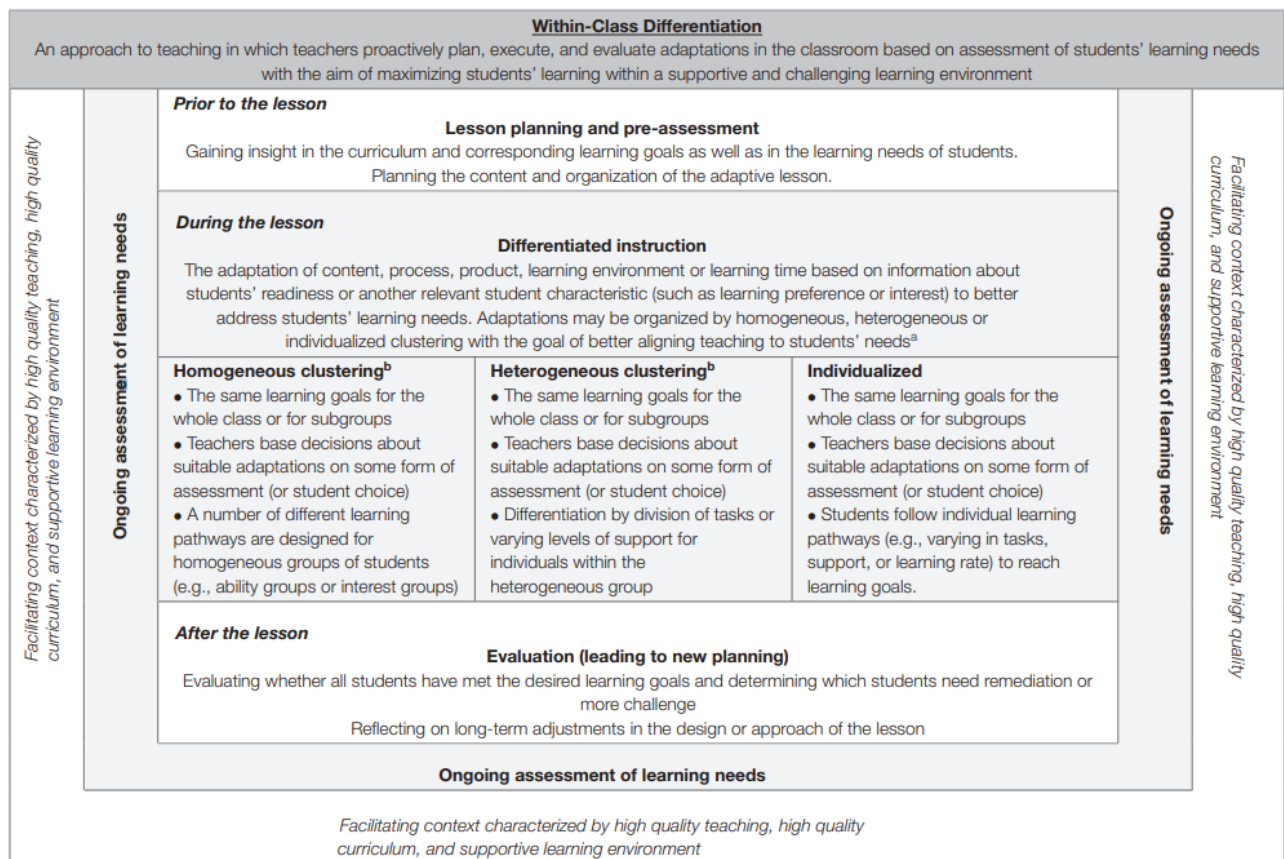 Within-Class Differentiation
An approach to teaching in which teachers proactively plan, execute, and evaluate adaptations in the classroom based on assessment of students’ learning needs
with the aim of maximizing students’ learning within a supportive and challenging learning environment
Facilitating context characterized by high quality teaching, high quality
curriculum, and supportive learning environment
Ongoing assessment of learning needs
Prior to the lesson
Lesson planning and pre-assessment
Gaining insight in the curriculum and corresponding learning goals as well as in the learning needs of students.
Planning the content and organization of the adaptive lesson.
During the lesson
Differentiated instruction
The adaptation of content, process, product, learning environment or learning time based on information about
students’ readiness or another relevant student characteristic (such as learning preference or interest) to better
address students’ learning needs. Adaptations may be organized by homogeneous, heterogeneous or
individualized clustering with the goal of better aligning teaching to students’ needsᵃ
Homogeneous clusteringᵇ
• The same learning goals for the
whole class or for subgroups
• Teachers base decisions about
suitable adaptations on some form of
assessment (or student choice)
• A number of different learning
pathways are designed for
homogeneous groups of students
(e.g., ability groups or interest groups)
Heterogeneous clusteringᵇ
• The same learning goals for the
whole class or for subgroups
• Teachers base decisions about
suitable adaptations on some form of
assessment (or student choice)
• Differentiation by division of tasks or
varying levels of support for
individuals within the
heterogeneous group
Individualized
• The same learning goals for the
whole class or for subgroups
• Teachers base decisions about
suitable adaptations on some form of
assessment (or student choice)
• Students follow individual learning
pathways (e.g., varying in tasks,
support, or learning rate) to reach
learning goals.
After the lesson
Evaluation (leading to new planning)
Evaluating whether all students have met the desired learning goals and determining which students need remediation or
more challenge
Reflecting on long-term adjustments in the design or approach of the lesson
Ongoing assessment of learning needs
Facilitating context characterized by high quality teaching, high quality
curriculum, and supportive learning environment
Ongoing assessment of learning needs
Facilitating context characterized by high quality teaching, high quality
curriculum, and supportive learning environment